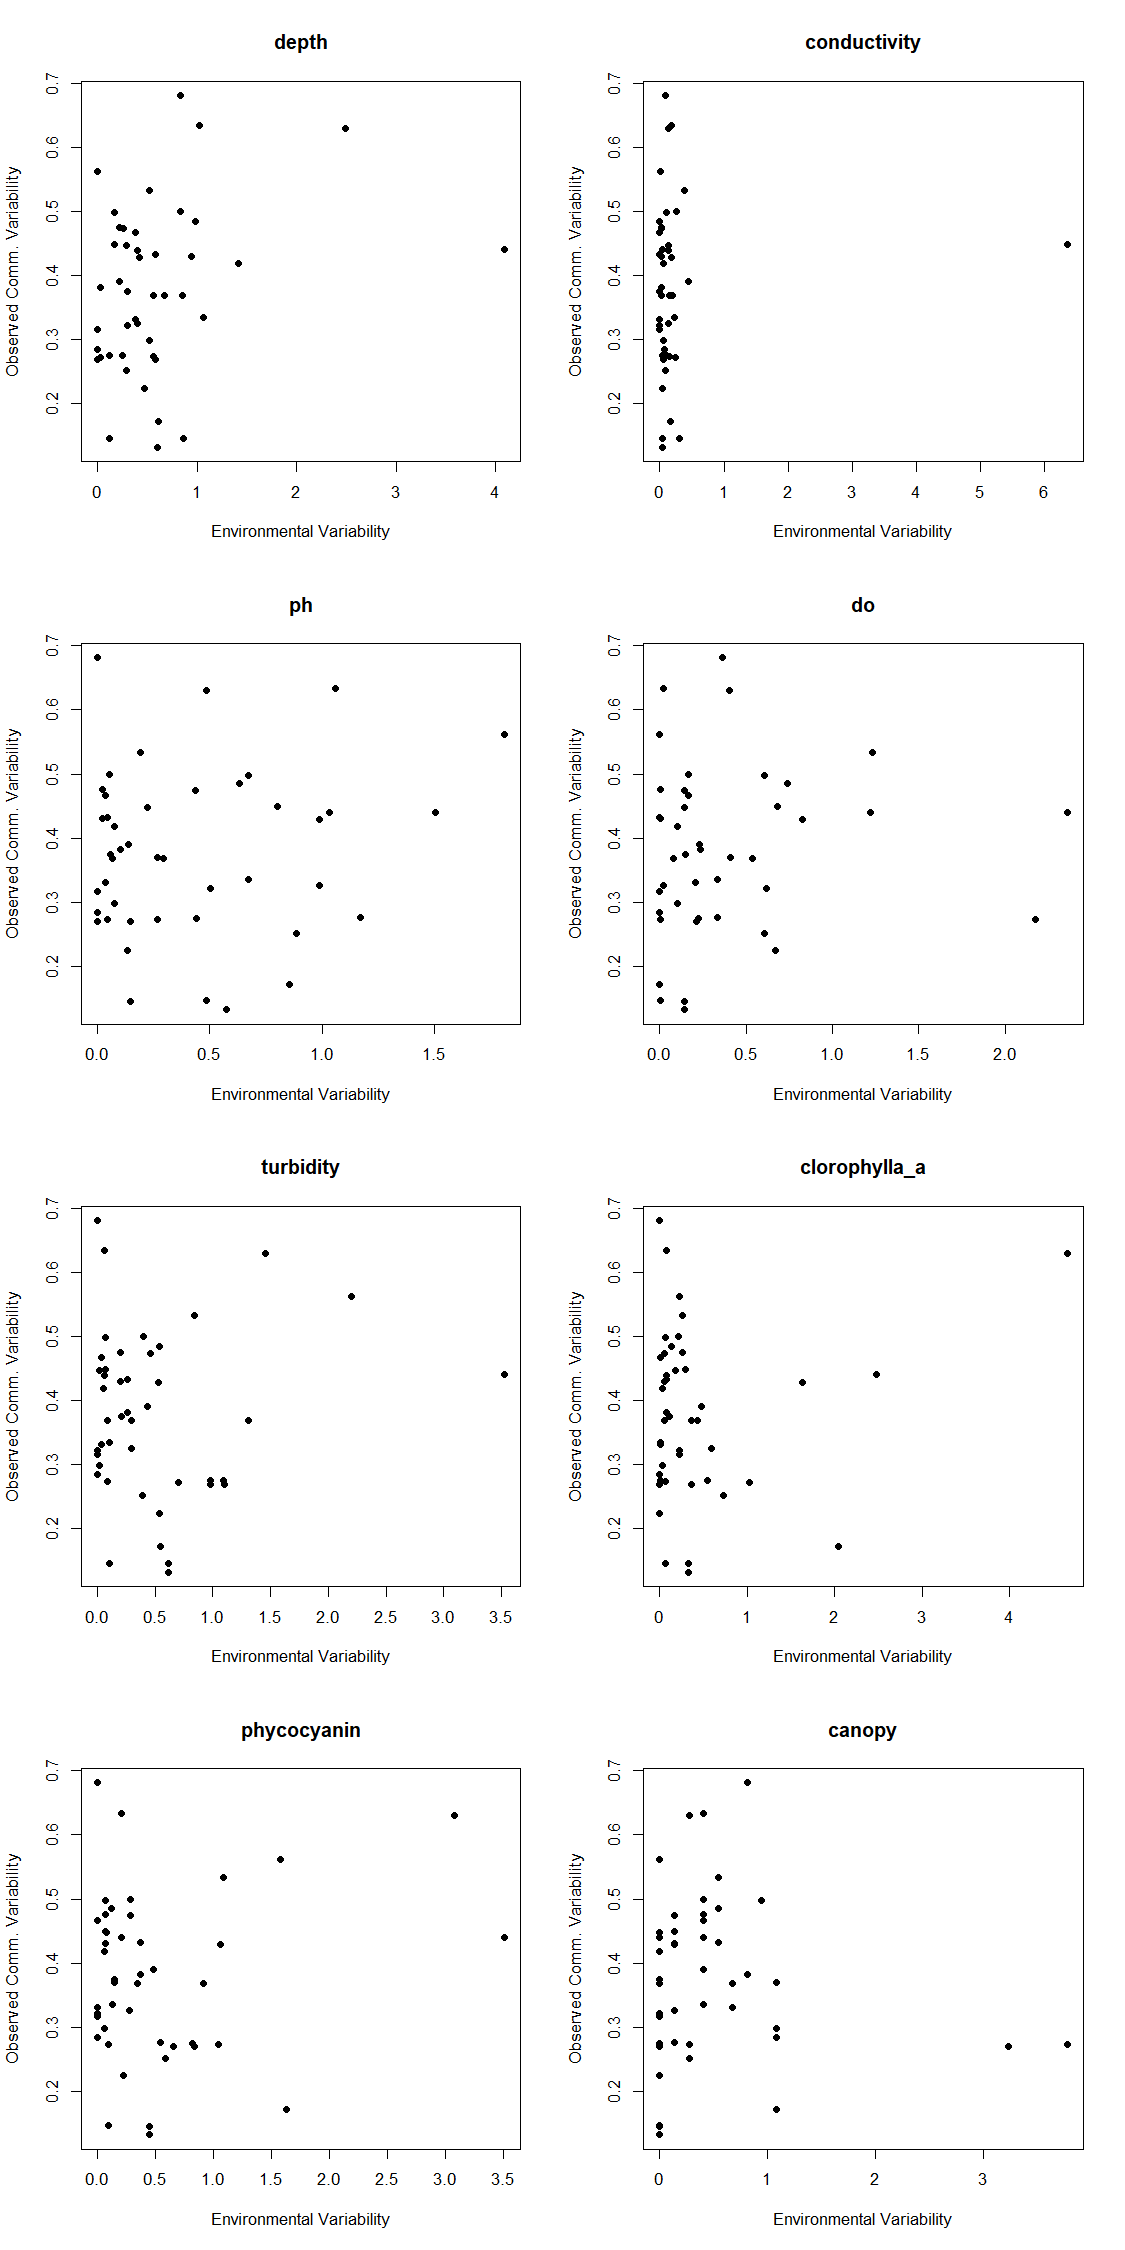 depth
conductivity
Observed Comm. Variability
0.2 0.3 0.4 0.5 0.6 0.7
0 1 2 3 4
Environmental Variability
Observed Comm. Variability
0.2 0.3 0.4 0.5 0.6 0.7
0 1 2 3 4 5 6
Environmental Variability
ph
do
Observed Comm. Variability
0.2 0.3 0.4 0.5 0.6 0.7
0.0 0.5 1.0 1.5
Environmental Variability
Observed Comm. Variability
0.2 0.3 0.4 0.5 0.6 0.7
0.0 0.5 1.0 1.5 2.0
Environmental Variability
turbidity
clorophylla_a
Observed Comm. Variability
0.2 0.3 0.4 0.5 0.6 0.7
0.0 0.5 1.0 1.5 2.0 2.5 3.0 3.5
Environmental Variability
Observed Comm. Variability
0.2 0.3 0.4 0.5 0.6 0.7
0 1 2 3 4
Environmental Variability
phycocyanin
canopy
Observed Comm. Variability
0.2 0.3 0.4 0.5 0.6 0.7
0.0 0.5 1.0 1.5 2.0 2.5 3.0 3.5
Environmental Variability
Observed Comm. Variability
0.2 0.3 0.4 0.5 0.6 0.7
0 1 2 3
Environmental Variability